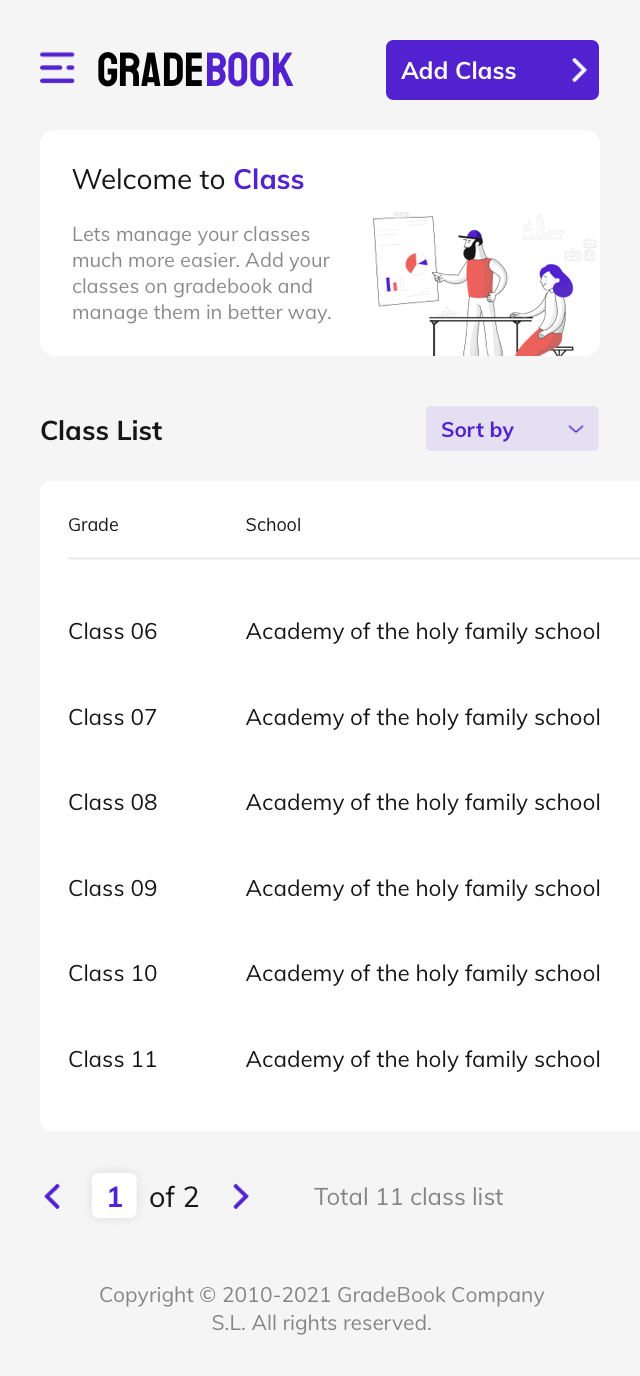 GRADEBOOK
Add Class
Welcome to Class
Lets manage your classes
much more easier. Add your
classes on gradebook and
manage them in better way.
Class List
Sort by
Grade School
Class 06 Academy of the holy family school
Class 07 Academy of the holy family school
Class 08 Academy of the holy family school
Class 09 Academy of the holy family school
Class 10 Academy of the holy family school
Class 11 Academy of the holy family school
1 of 2 Total 11 class list
Copyright © 2010-2021 GradeBook Company
S.L. All rights reserved.